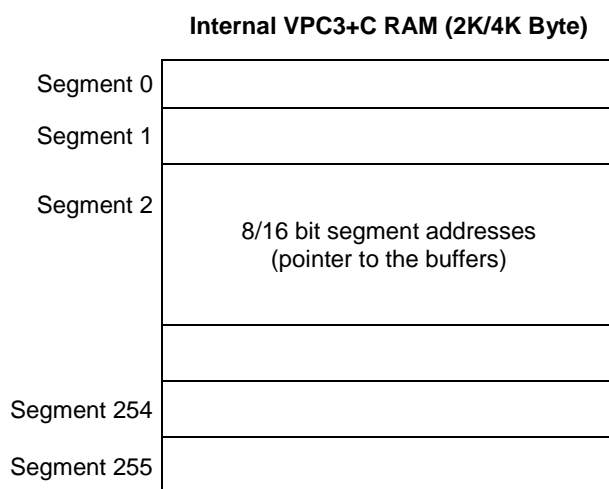 Internal VPC3+C RAM (2K/4K Byte)
Segment 0
Segment 1
Segment 2
8/16 bit segment addresses
(pointer to the buffers)
Segment 254
Segment 255